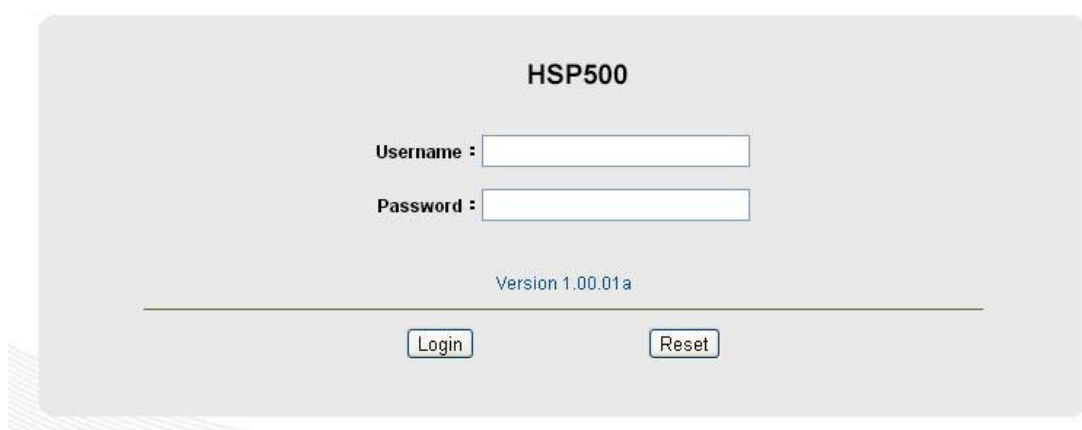 HSP500
Username :
Password :
Version 1.00.01a
Login Reset